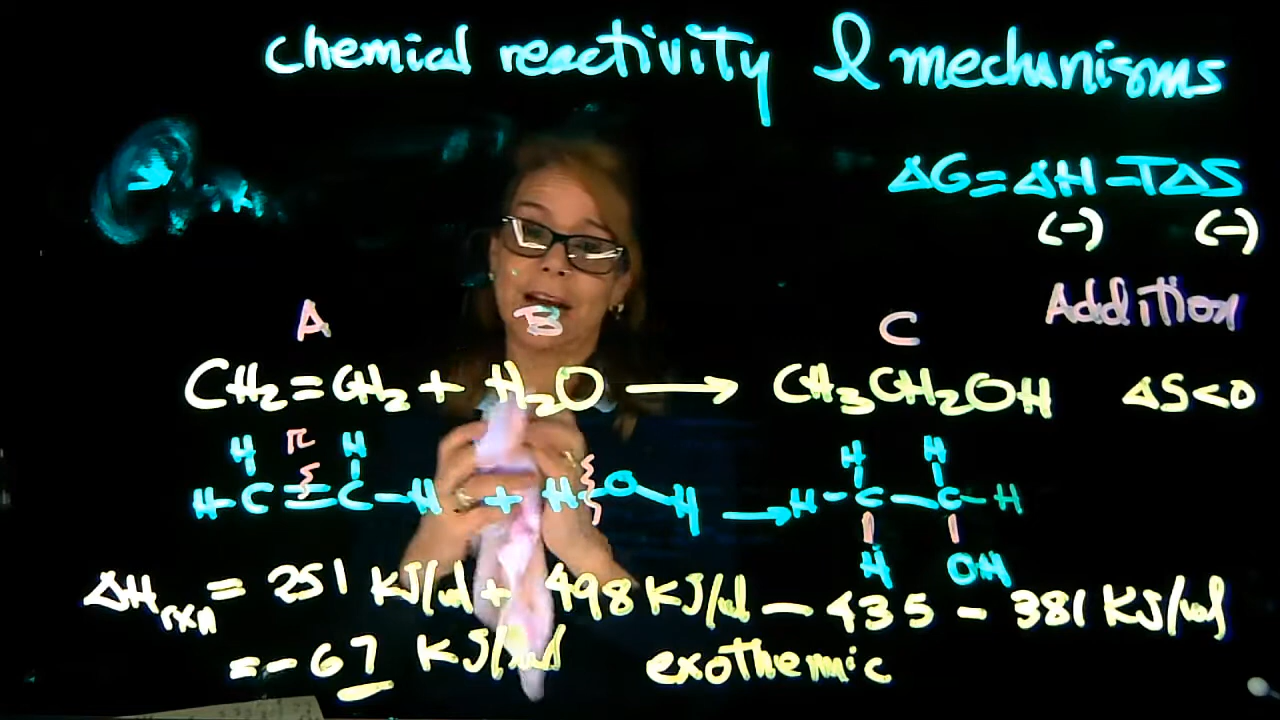 chemical reactivity & mechanisms
ΔG=ΔH-TΔS
(-) (-)
Addition
A B C
CH2=CH2 + H2O → CH3CH2OH ΔS<0
H π H H H
H-C=C-H + H O H → H-C-C-H
H OH
ΔHrxn = 251 KJ/mol + 498 KJ/mol - 435 - 381 KJ/mol
= -67 KJ/mol exothermic